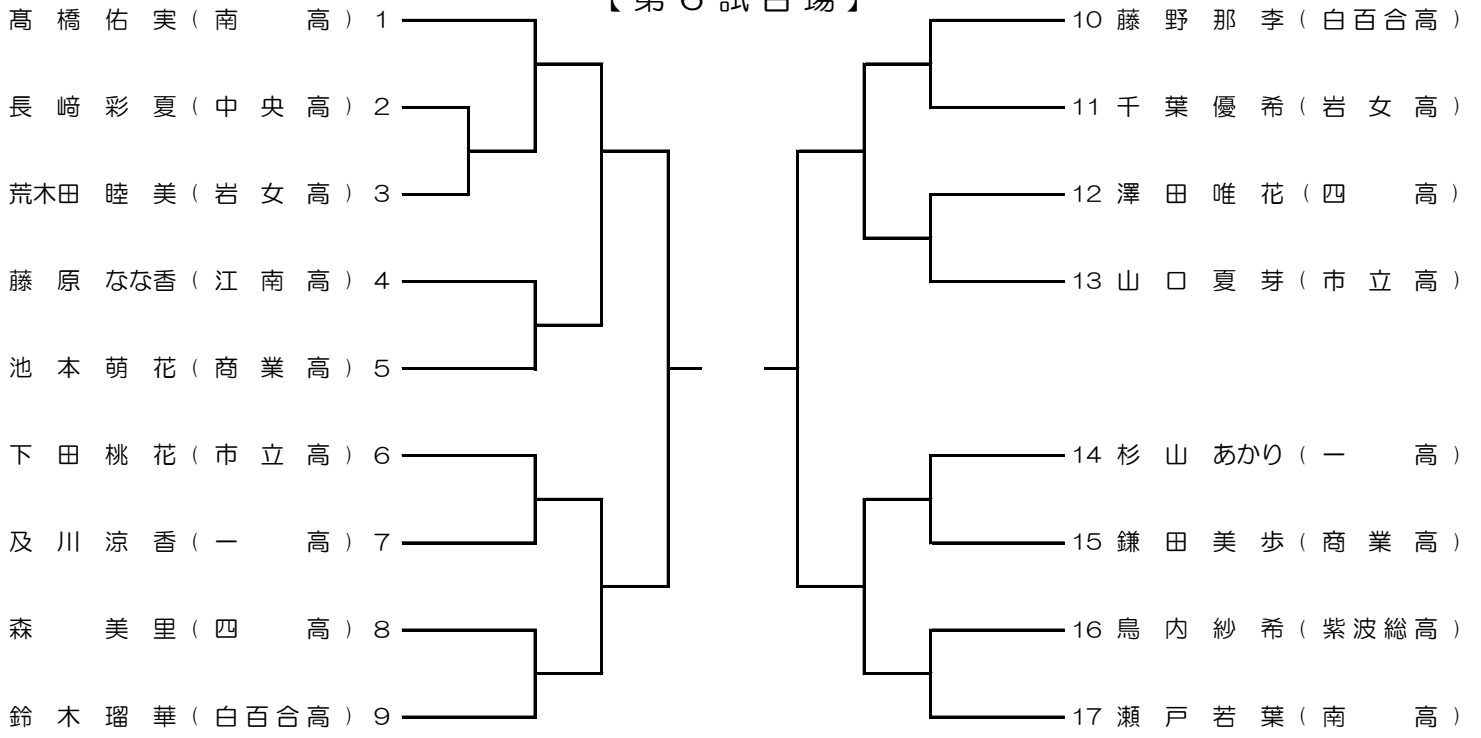 【第６試合場】
髙橋佑実（南高）1
長﨑彩夏（中央高）2
荒木田睦美（岩女高）3
藤原なな香（江南高）4
池本萌花（商業高）5
下田桃花（市立高）6
及川涼香（一高）7
森美里（四高）8
鈴木瑠華（白百合高）9
10 藤野那李（白百合高）
11 千葉優希（岩女高）
12 澤田唯花（四高）
13 山口夏芽（市立高）
14 杉山あかり（一高）
15 鎌田美歩（商業高）
16 鳥内紗希（紫波総高）
17 瀬戸若葉（南高）